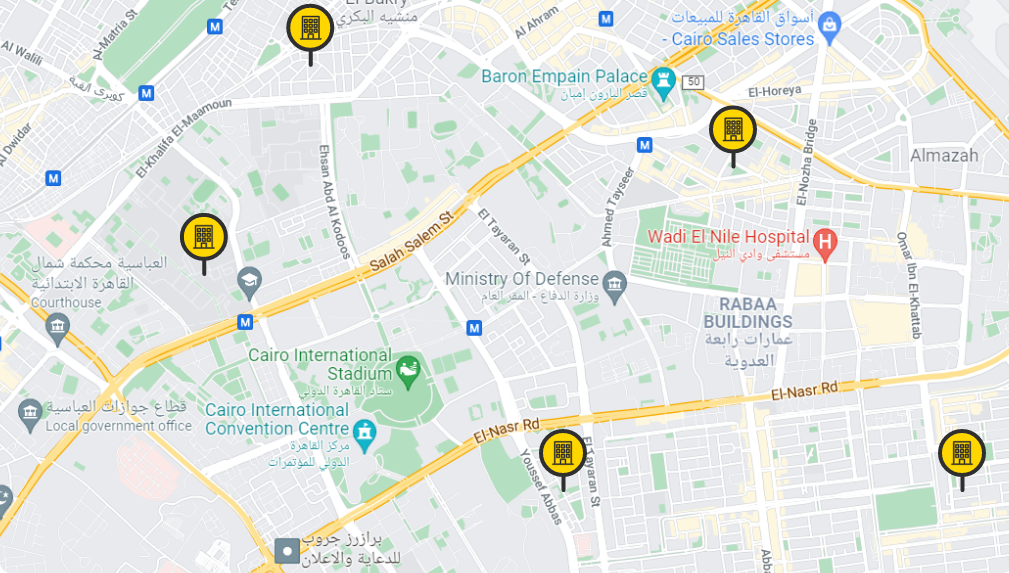 El Bakry
منشيه البكري
Al Ahram
أسواق القاهرة للمبيعات
- Cairo Sales Stores
M
M
M
M
M
M
M
Al-Matria St
Al Walili
كوبرى القبة
Baron Empain Palace
قصر البارون إمبان
50
El-Horeya
El-Khalifa El-Maamoun
Al Dwidar
Ehsan Abd Al Kodoos
El-Nozha Bridge
Almazah
Ahmed Tayseer
El Tayaran St
Salah Salem St
Wadi El Nile Hospital
H
مستشفى وادي النيل
Omar Ibn El-Khattab
العباسية محكمة شمال
القاهرة الابتدائية
Courthouse
Ministry Of Defense
وزارة الدفاع - المقر العام
RABAA
BUILDINGS
عمارات رابعة
العدوية
Cairo International
Stadium
ستاد القاهرة الدولي
El-Nasr Rd
قطاع جوازات العباسية
Local government office
Cairo International
Convention Centre
مركز القاهرة
الدولي للمؤتمرات
El-Nasr Rd
El Tayaran St
Youssef Abbas
برازرز جروب
للدعاية والاعلان